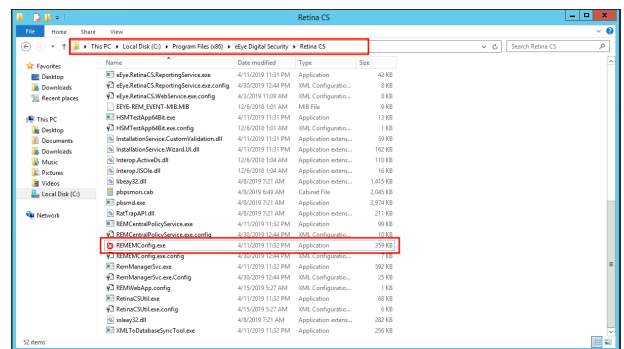 Retina CS
File Home Share View
This PC Local Disk (C:) Program Files (x86) eEye Digital Security Retina CS Search Retina CS
Name Date modified Type Size
Favorites
Desktop
Downloads
Recent places
This PC
Desktop
Documents
Downloads
Music
Pictures
Videos
Local Disk (C:)
Network
eEye.RetinaCS.ReportingService.exe 4/11/2019 11:31 PM Application 42 KB
eEye.RetinaCS.ReportingService.exe.config 4/30/2019 12:44 PM XML Configuratio... 8 KB
eEye.RetinaCS.WebService.exe.config 4/3/2019 11:09 AM XML Configuratio... 8 KB
EEYE-REM_EVENT-MIB.MIB 12/6/2018 1:01 AM MIB File 9 KB
HSMTestApp64Bit.exe 4/11/2019 11:31 PM Application 13 KB
HSMTestApp64Bit.exe.config 12/6/2018 1:01 AM XML Configuratio... 1 KB
InstallationService.CustomValidation.dll 4/11/2019 11:31 PM Application extens... 59 KB
InstallationService.Wizard.UI.dll 4/11/2019 11:31 PM Application extens... 162 KB
Interop.ActiveDs.dll 12/6/2018 1:04 AM Application extens... 110 KB
Interop.JSOle.dll 12/6/2018 1:04 AM Application extens... 16 KB
libeay32.dll 4/8/2019 7:21 AM Application extens... 1,415 KB
pbpsmon.cab 4/8/2019 6:49 AM Cabinet File 2,045 KB
pbsmd.exe 4/8/2019 7:21 AM Application 3,974 KB
RatTrapAPI.dll 4/8/2019 7:21 AM Application extens... 211 KB
REMCentralPolicyService.exe 4/11/2019 11:32 PM Application 99 KB
REMCentralPolicyService.exe.config 4/30/2019 12:44 PM XML Configuratio... 10 KB
REMEMConfig.exe 4/11/2019 11:32 PM Application 359 KB
REMEMConfig.exe.config 4/30/2019 12:44 PM XML Configuratio... 7 KB
RemManagerSvc.exe 4/11/2019 11:32 PM Application 592 KB
RemManagerSvc.exe.Config 4/30/2019 12:44 PM XML Configuratio... 25 KB
REMWebApp.config 4/15/2019 5:27 AM XML Configuratio... 1 KB
RetinaCSUtil.exe 4/11/2019 11:32 PM Application 68 KB
RetinaCSUtil.exe.config 4/15/2019 5:27 AM XML Configuratio... 6 KB
ssleay32.dll 4/8/2019 7:21 AM Application extens... 282 KB
XMLToDatabaseSyncTool.exe 4/11/2019 11:32 PM Application 256 KB
52 items